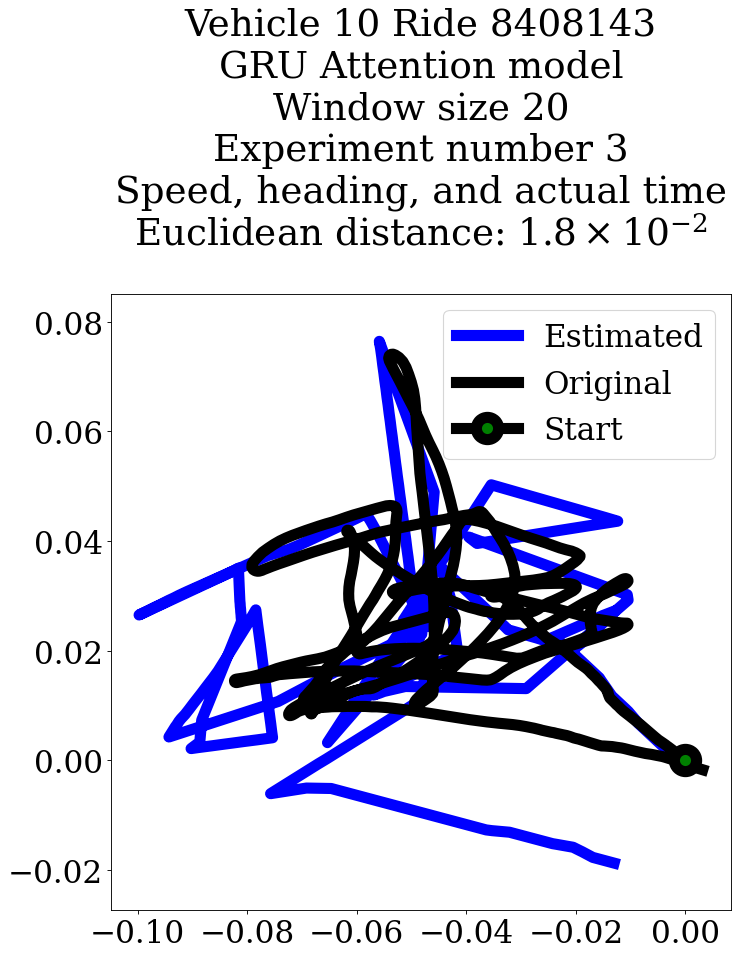 Vehicle 10 Ride 8408143
GRU Attention model
Window size 20
Experiment number 3
Speed, heading, and actual time
Euclidean distance: 1.8 × 10⁻²
Estimated
Original
Start
0.08
0.06
0.04
0.02
0.00
−0.02
−0.10 −0.08 −0.06 −0.04 −0.02 0.00